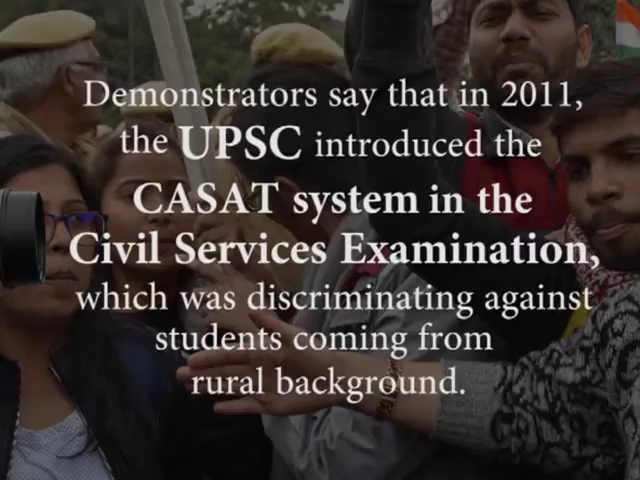 Demonstrators say that in 2011,
the UPSC introduced the
CASAT system in the
Civil Services Examination,
which was discriminating against
students coming from
rural background.